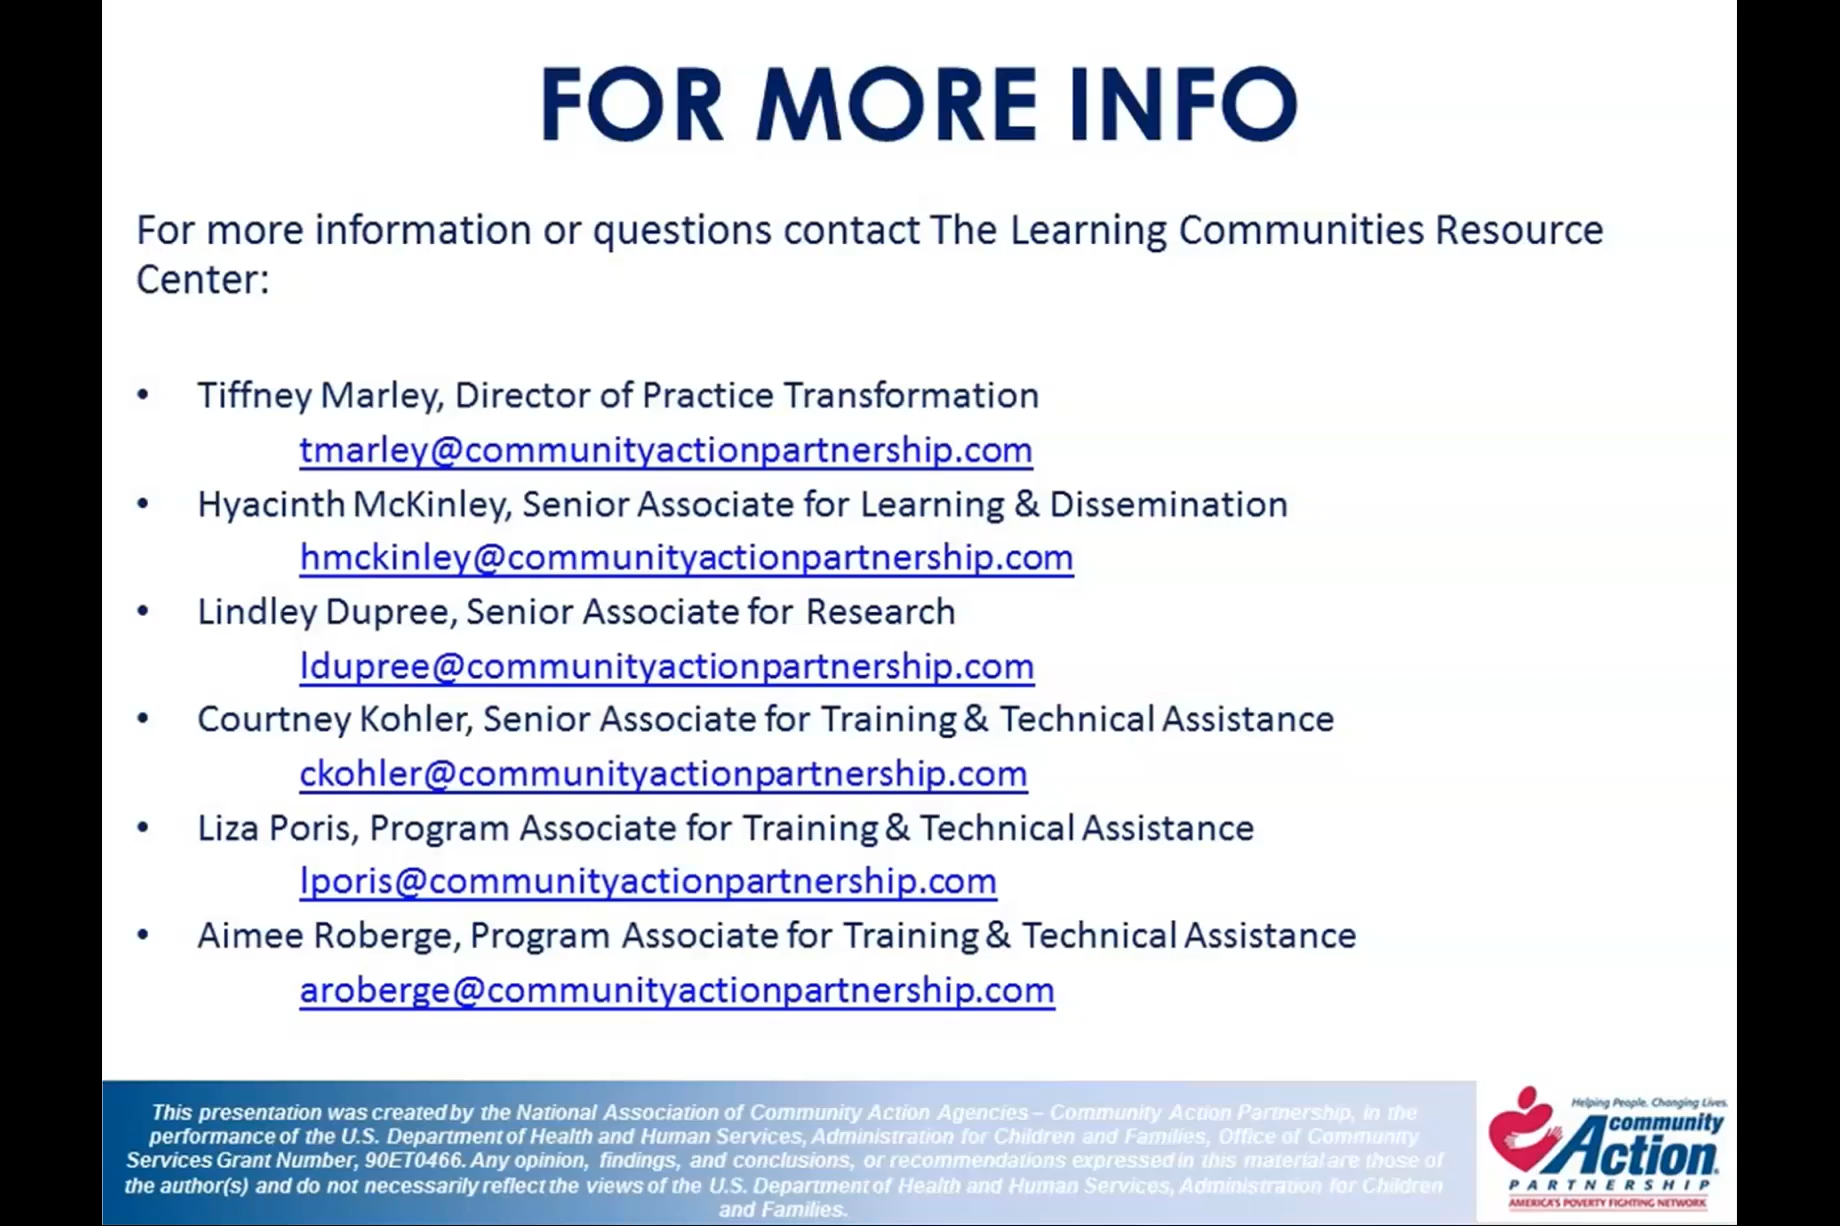 FOR MORE INFO
For more information or questions contact The Learning Communities Resource
Center:
• Tiffney Marley, Director of Practice Transformation
tmarley@communityactionpartnership.com
• Hyacinth McKinley, Senior Associate for Learning & Dissemination
hmckinley@communityactionpartnership.com
• Lindley Dupree, Senior Associate for Research
ldupree@communityactionpartnership.com
• Courtney Kohler, Senior Associate for Training & Technical Assistance
ckohler@communityactionpartnership.com
• Liza Poris, Program Associate for Training & Technical Assistance
lporis@communityactionpartnership.com
• Aimee Roberge, Program Associate for Training & Technical Assistance
aroberge@communityactionpartnership.com
This presentation was created by the National Association of Community Action Agencies – Community Action Partnership, in the
performance of the U.S. Department of Health and Human Services, Administration for Children and Families, Office of Community
Services Grant Number, 90ET0466. Any opinion, findings, and conclusions, or recommendations expressed in this material are those of
the author(s) and do not necessarily reflect the views of the U.S. Department of Health and Human Services, Administration for Children
and Families.
Helping People. Changing Lives.
community
Action
PARTNERSHIP
AMERICA'S POVERTY FIGHTING NETWORK